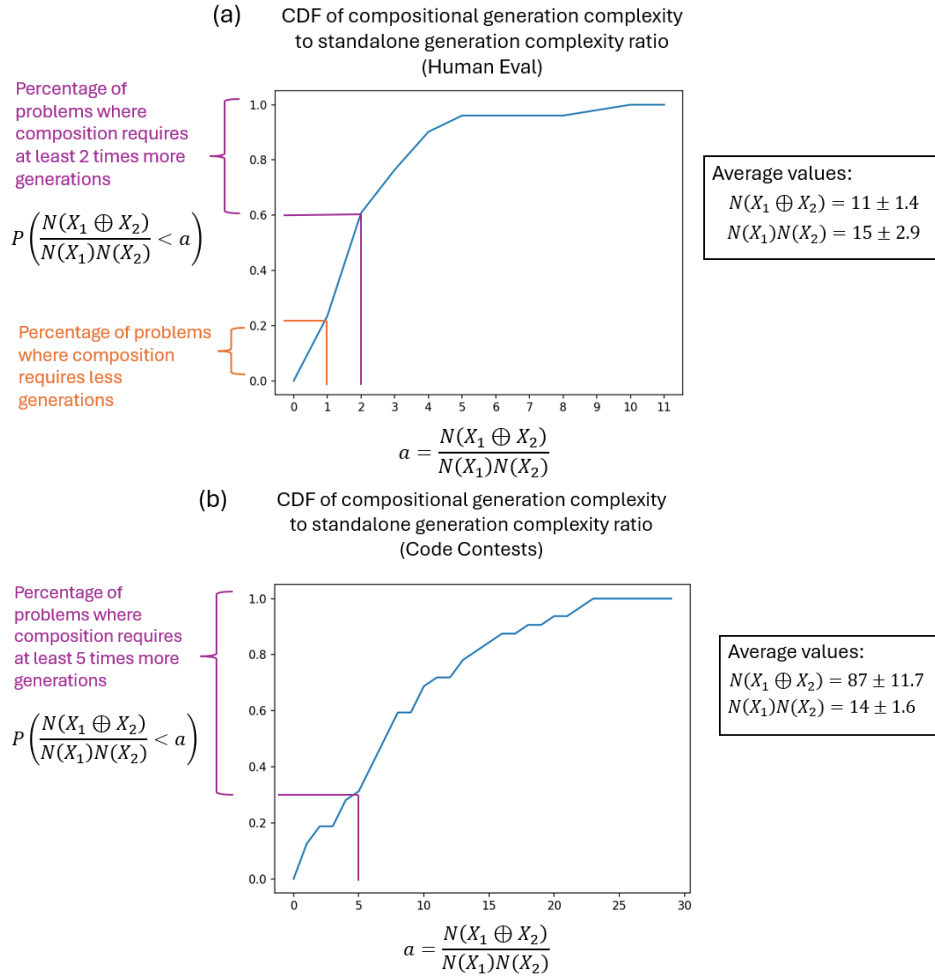 (a)
CDF of compositional generation complexity
to standalone generation complexity ratio
(Human Eval)
Percentage of
problems where
composition requires
at least 2 times more
generations
P(N(X₁ ⊕ X₂)/N(X₁)N(X₂) < a)
Percentage of problems
where composition
requires less
generations
1.0
0.8
0.6
0.4
0.2
0.0
0 1 2 3 4 5 6 7 8 9 10 11
a = N(X₁ ⊕ X₂)/N(X₁)N(X₂)
Average values:
N(X₁ ⊕ X₂) = 11 ± 1.4
N(X₁)N(X₂) = 15 ± 2.9
(b)
CDF of compositional generation complexity
to standalone generation complexity ratio
(Code Contests)
Percentage of
problems where
composition requires
at least 5 times more
generations
P(N(X₁ ⊕ X₂)/N(X₁)N(X₂) < a)
1.0
0.8
0.6
0.4
0.2
0.0
0 5 10 15 20 25 30
a = N(X₁ ⊕ X₂)/N(X₁)N(X₂)
Average values:
N(X₁ ⊕ X₂) = 87 ± 11.7
N(X₁)N(X₂) = 14 ± 1.6